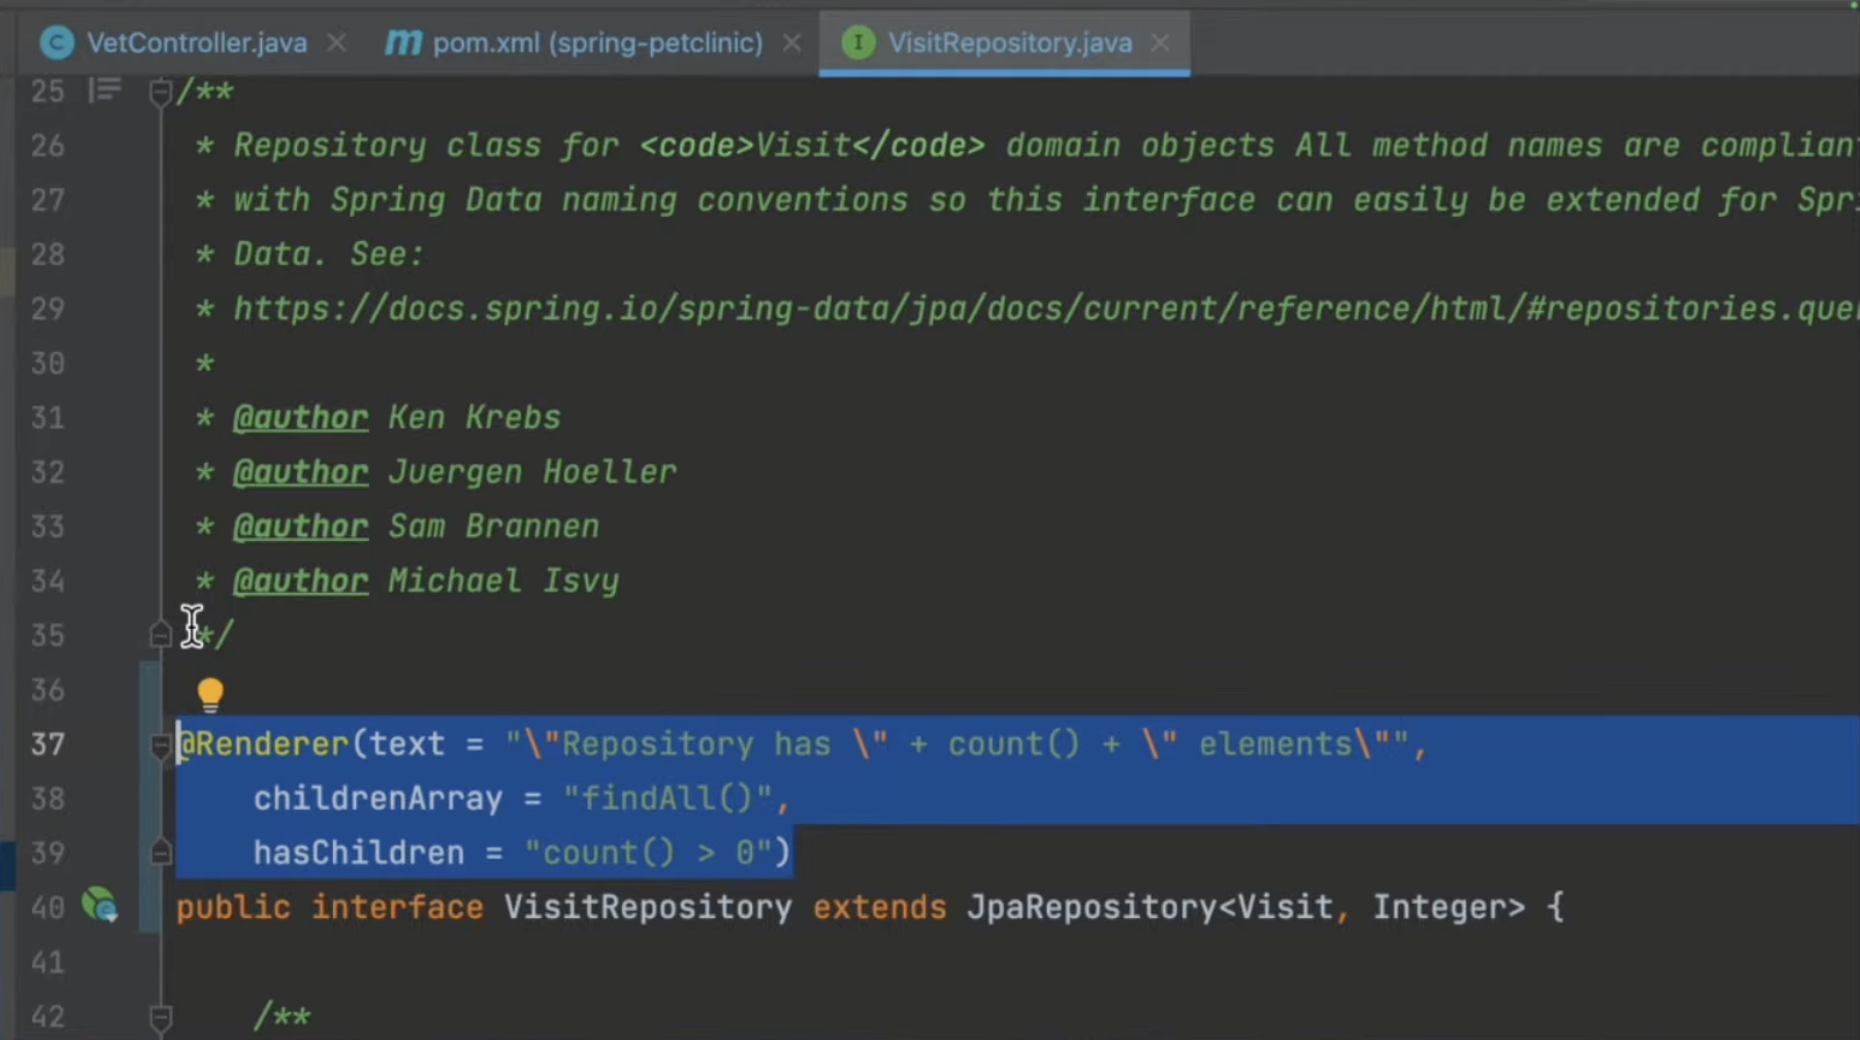 VetController.java
pom.xml (spring-petclinic)
VisitRepository.java
25 /**
26 * Repository class for <code>Visit</code> domain objects All method names are
27 * with Spring Data naming conventions so this interface can easily be extended for
28 * Data. See:
29 * https://docs.spring.io/spring-data/jpa/docs/current/reference/html/#repositories.que
30 *
31 * @author Ken Krebs
32 * @author Juergen Hoeller
33 * @author Sam Brannen
34 * @author Michael Isvy
35 */
36
37 @Renderer(text = "\"Repository has \" + count() + \" elements\"",
38 childrenArray = "findAll()",
39 hasChildren = "count() > 0")
40 public interface VisitRepository extends JpaRepository<Visit, Integer> {
41
42 /**